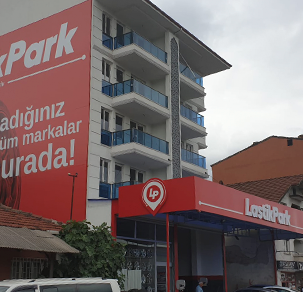 kPark
adığınız
üm markalar
urada!
LP
LastikPark